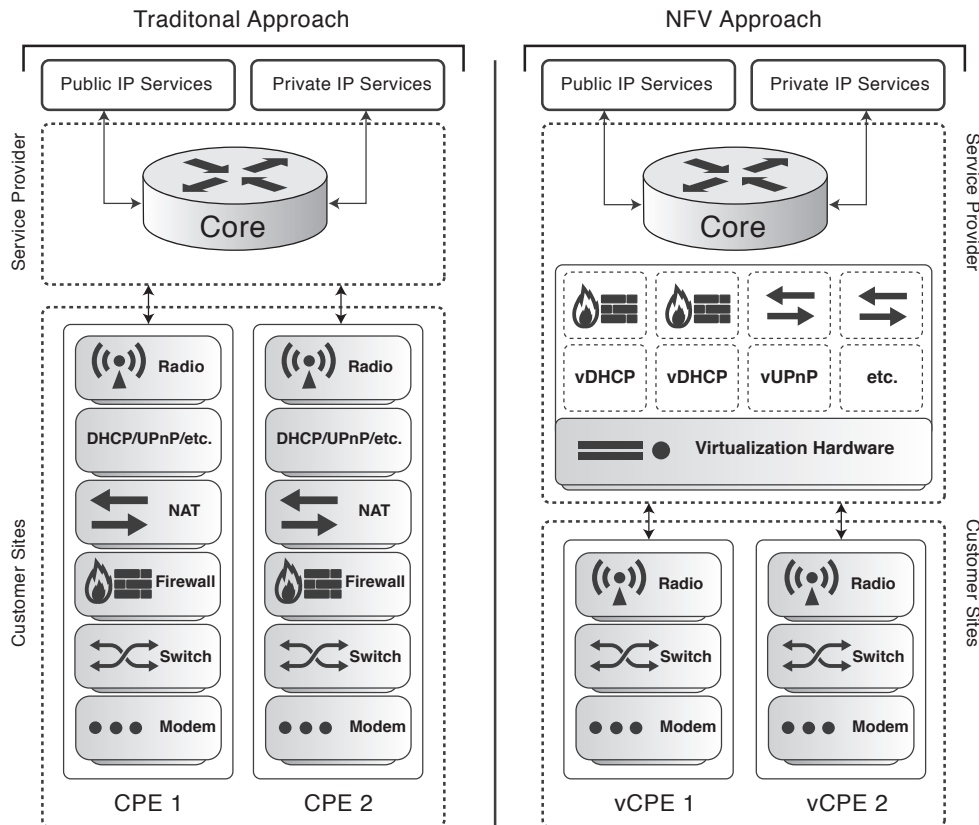 Traditonal Approach
Public IP Services
Private IP Services
Service Provider
Core
Customer Sites
Radio
DHCP/UPnP/etc.
NAT
Firewall
Switch
Modem
CPE 1
Radio
DHCP/UPnP/etc.
NAT
Firewall
Switch
Modem
CPE 2
NFV Approach
Public IP Services
Private IP Services
Service Provider
Core
vDHCP
vDHCP
vUPnP
etc.
Virtualization Hardware
Customer Sites
Radio
Switch
Modem
vCPE 1
Radio
Switch
Modem
vCPE 2